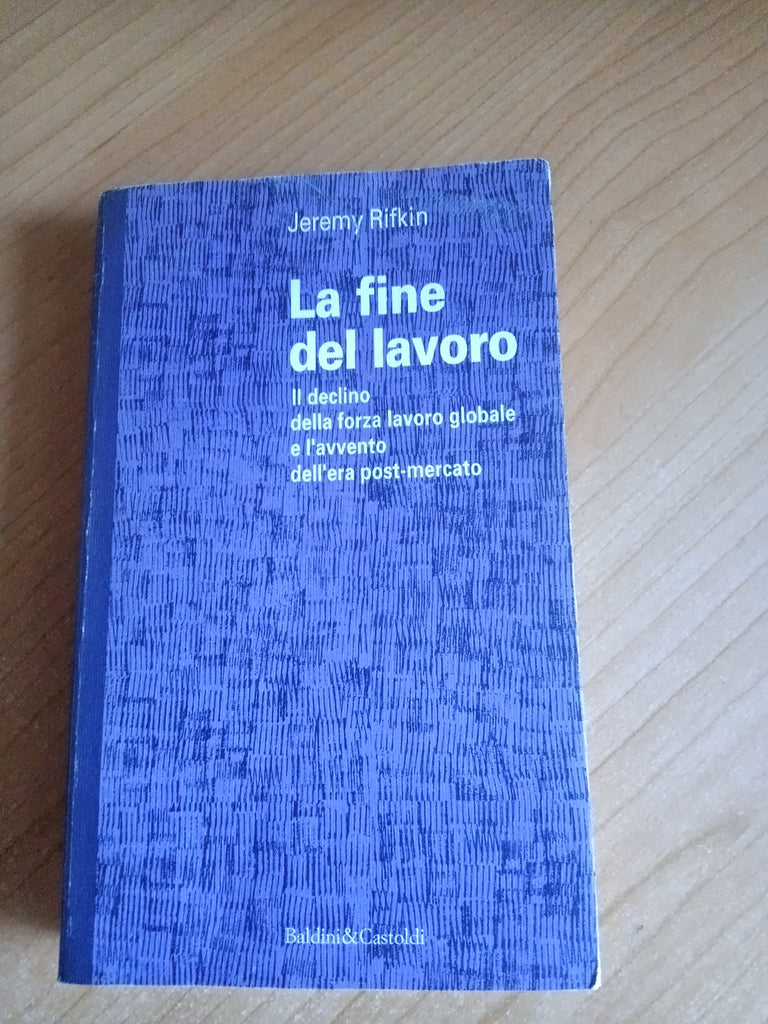 Jeremy Rifkin
La fine
del lavoro
Il declino
della forza lavoro globale
e l'avvento
dell'era post-mercato
Baldini&Castoldi